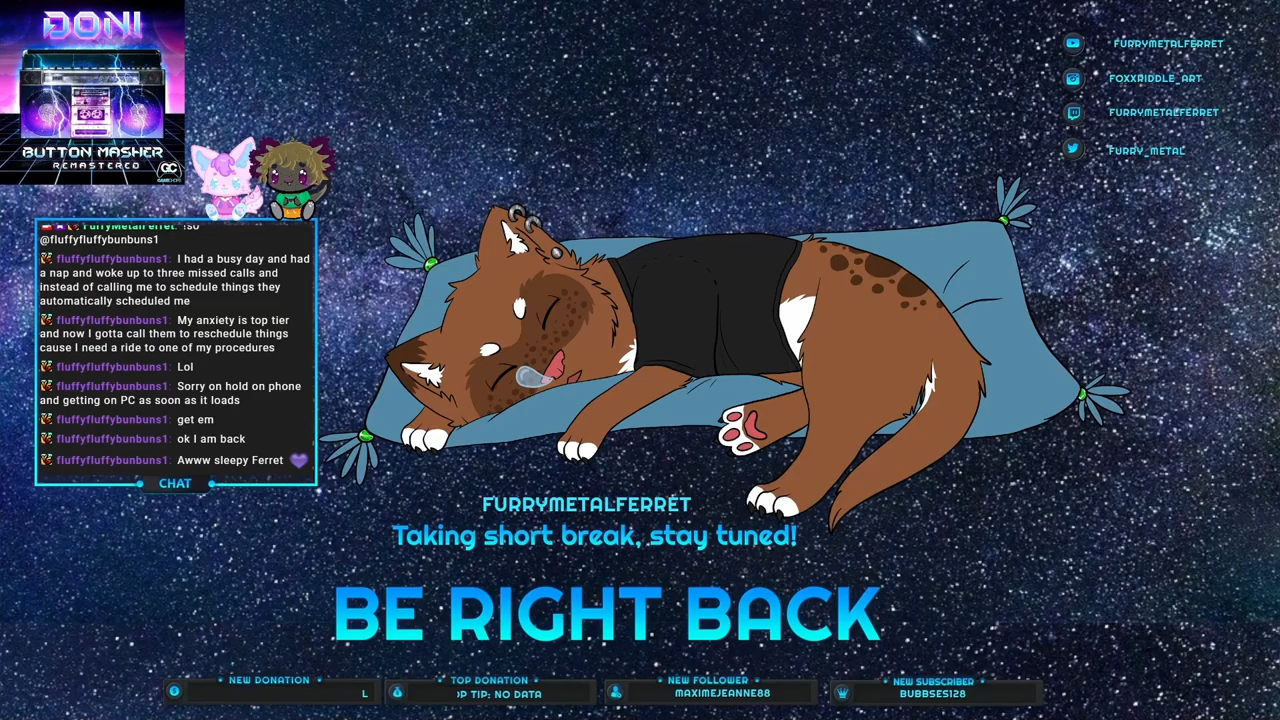 DONI
BUTTON MASHER
REMASTERED
GC
FURRYMETALFERRET
FOXXRIDDLE_ART
FURRYMETALFERRET
FURRY_METAL
FurryMetalFerret: !so
@fluffyfluffybunbuns1
fluffyfluffybunbuns1: I had a busy day and had
a nap and woke up to three missed calls and
instead of calling me to schedule things they
automatically scheduled me
fluffyfluffybunbuns1: My anxiety is top tier
and now I gotta call them to reschedule things
cause I need a ride to one of my procedures
fluffyfluffybunbuns1: Lol
fluffyfluffybunbuns1: Sorry on hold on phone
and getting on PC as soon as it loads
fluffyfluffybunbuns1: get em
fluffyfluffybunbuns1: ok I am back
fluffyfluffybunbuns1: Awww sleepy Ferret
CHAT
FURRYMETALFERRET
Taking short break, stay tuned!
BE RIGHT BACK
NEW DONATION
L
TOP DONATION
OP TIP: NO DATA
NEW FOLLOWER
MAXIMEJEANNE88
NEW SUBSCRIBER
BUBBSES128